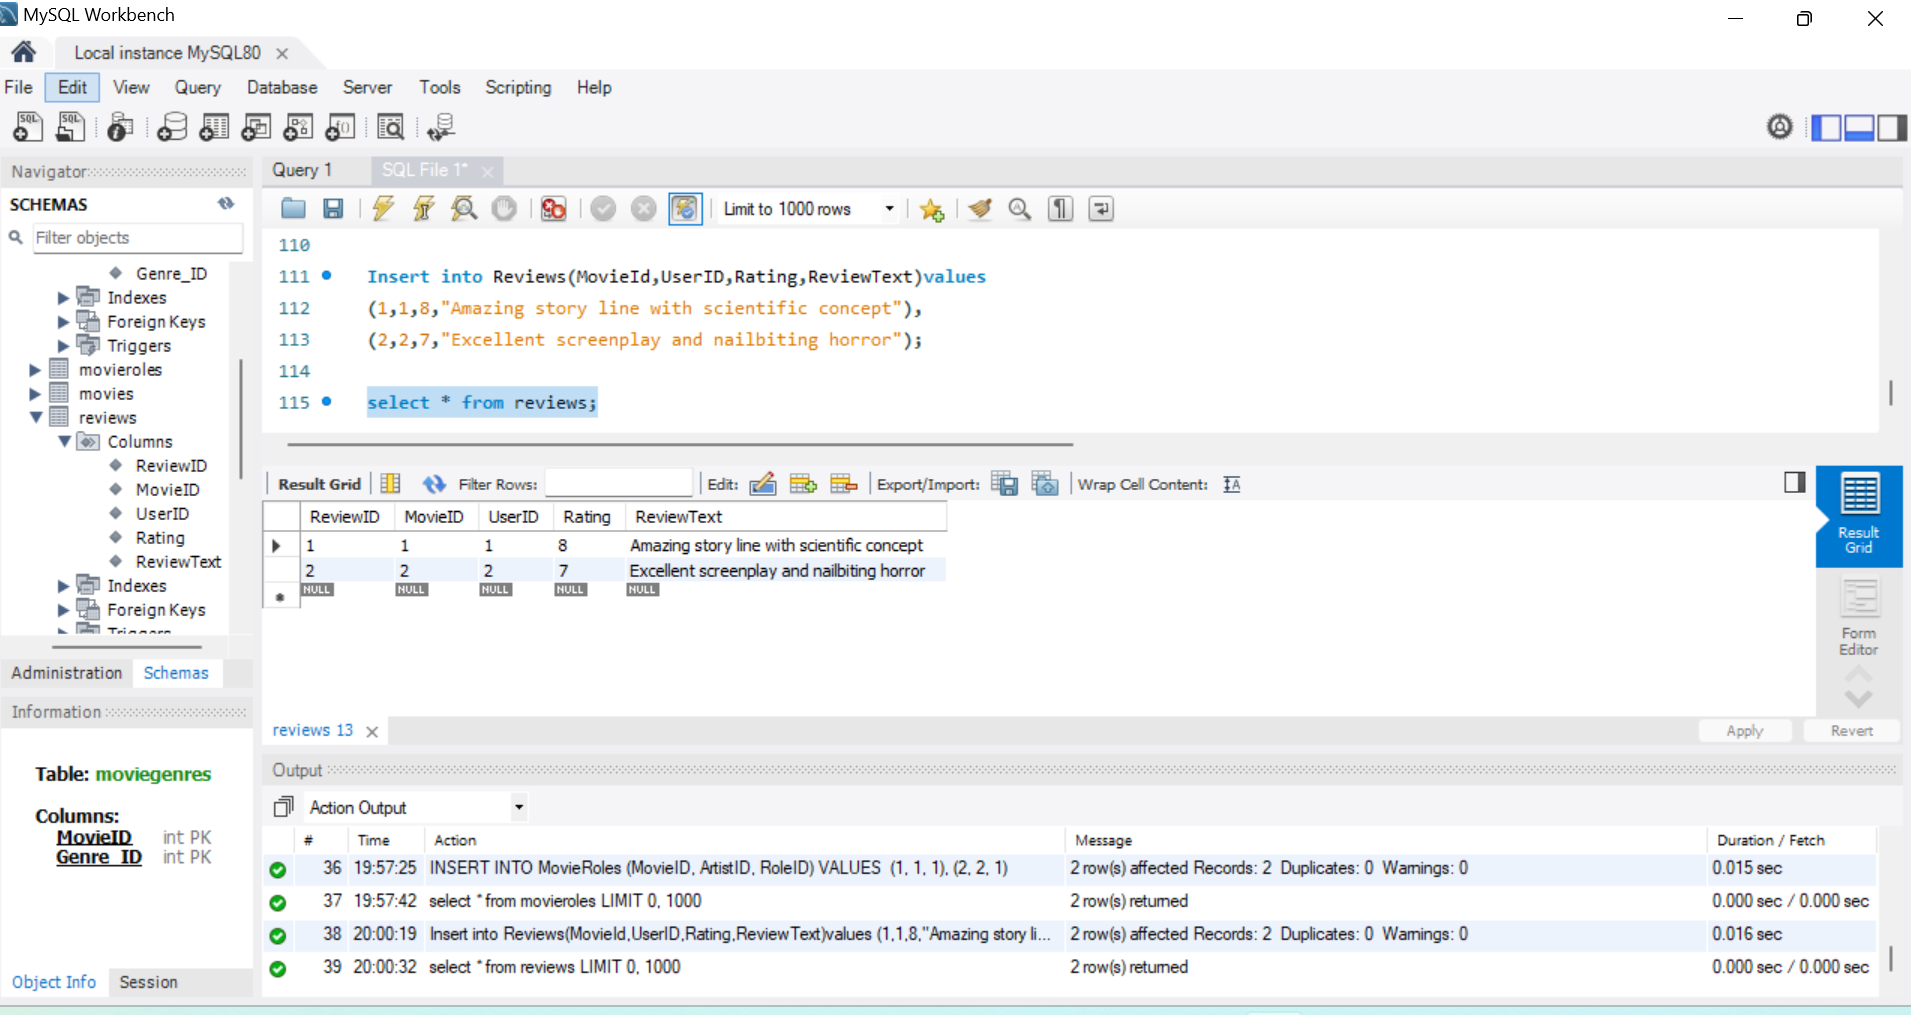 MySQL Workbench
Local instance MySQL80
File Edit View Query Database Server Tools Scripting Help
Navigator
SCHEMAS
Filter objects
Genre_ID
Indexes
Foreign Keys
Triggers
movieroles
movies
reviews
Columns
ReviewID
MovieID
UserID
Rating
ReviewText
Indexes
Foreign Keys
Triggers
Administration Schemas
Information
Table: moviegenres
Columns:
MovieID int PK
Genre_ID int PK
Object Info Session
Query 1 SQL File 1*
Limit to 1000 rows
110
111 Insert into Reviews(MovieId,UserID,Rating,ReviewText)values
112 (1,1,8,"Amazing story line with scientific concept"),
113 (2,2,7,"Excellent screenplay and nailbiting horror");
114
115 select * from reviews;
Result Grid Filter Rows: Edit: Export/Import: Wrap Cell Content:
ReviewID MovieID UserID Rating ReviewText
1 1 1 8 Amazing story line with scientific concept
2 2 2 7 Excellent screenplay and nailbiting horror
NULL NULL NULL NULL NULL
Result
Grid
Form
Editor
reviews 13
Apply Revert
Output
Action Output
# Time Action Message Duration / Fetch
36 19:57:25 INSERT INTO MovieRoles (MovieID, ArtistID, RoleID) VALUES (1, 1, 1), (2, 2, 1) 2 row(s) affected Records: 2 Duplicates: 0 Warnings: 0 0.015 sec
37 19:57:42 select * from movieroles LIMIT 0, 1000 2 row(s) returned 0.000 sec / 0.000 sec
38 20:00:19 Insert into Reviews(MovieId,UserID,Rating,ReviewText)values (1,1,8,"Amazing story li... 2 row(s) affected Records: 2 Duplicates: 0 Warnings: 0 0.016 sec
39 20:00:32 select * from reviews LIMIT 0, 1000 2 row(s) returned 0.000 sec / 0.000 sec